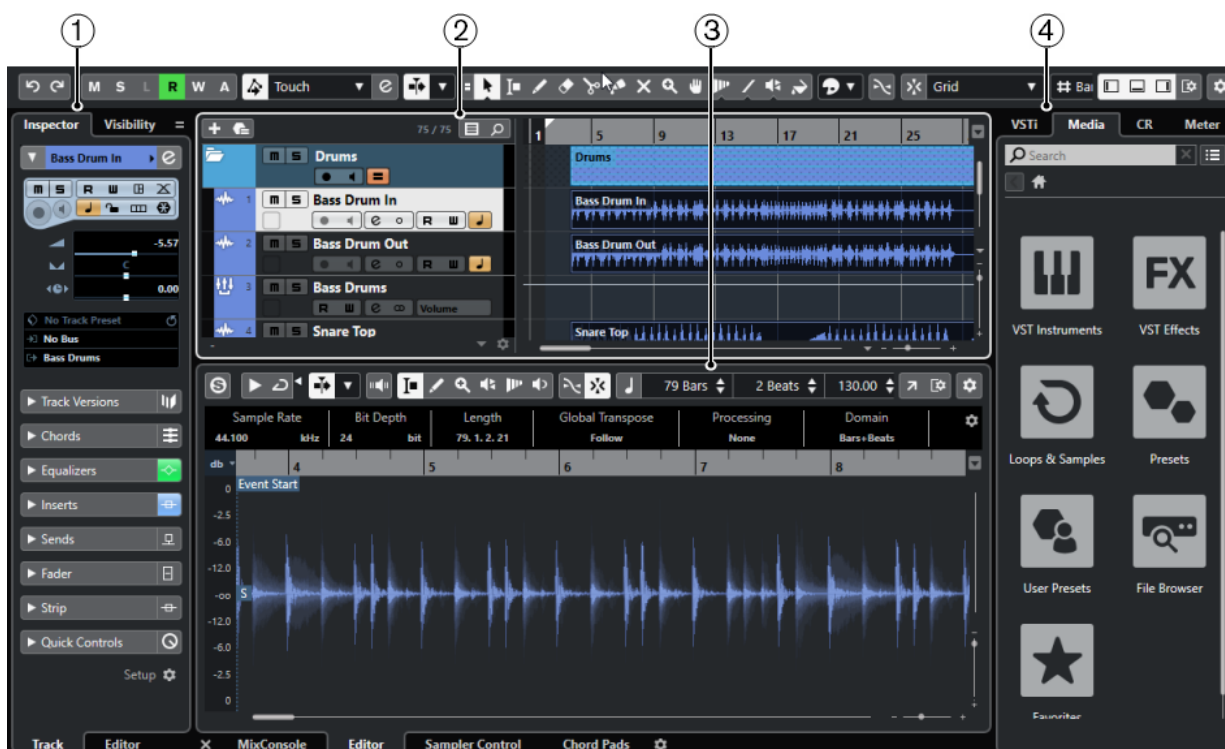 1 2 3 4
M S L R W A Touch Grid Ba
Inspector Visibility
Bass Drum In
m S R W
-5.57
C
0.00
No Track Preset
No Bus
Bass Drums
Track Versions
Chords
Equalizers
Inserts
Sends
Fader
Strip
Quick Controls
Setup
Track Editor
75 / 75
1 5 9 13 17 21 25
m S Drums
Drums
1 m S Bass Drum In
R W
Bass Drum In
2 m S Bass Drum Out
R W
Bass Drum Out
3 m S Bass Drums
R W Volume
4 m S Snare Top
Snare Top
79 Bars 2 Beats 130.00
Sample Rate Bit Depth Length Global Transpose Processing Domain
44.100 kHz 24 bit 79. 1. 2. 21 Follow None Bars+Beats
db 4 5 6 7 8
Event Start
0
-2.5
-6.0
-12.0
-oo
S
-12.0
-6.0
-2.5
0
MixConsole Editor Sampler Control Chord Pads
VSTi Media CR Meter
Search
VST Instruments
FX
VST Effects
Loops & Samples
Presets
User Presets
File Browser
Favorites